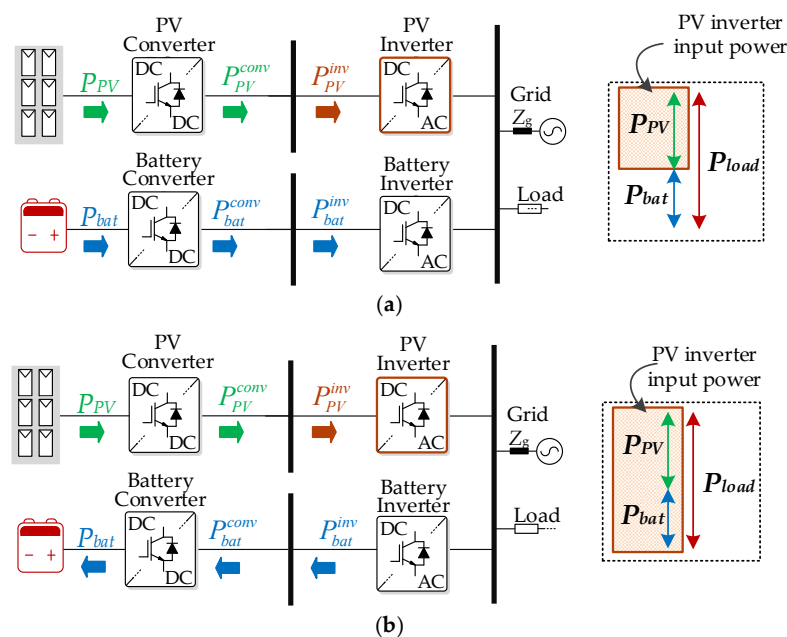 PV
Converter
DC
DC
P_PV
P_PV^conv
P_PV^inv
PV
Inverter
DC
AC
Grid
Z_g
Battery
Converter
DC
DC
− +
P_bat
P_bat^conv
P_bat^inv
Battery
Inverter
DC
AC
Load
PV inverter
input power
P_PV
P_bat
P_load
(a)
PV
Converter
DC
DC
P_PV
P_PV^conv
P_PV^inv
PV
Inverter
DC
AC
Grid
Z_g
Battery
Converter
DC
DC
− +
P_bat
P_bat^conv
P_bat^inv
Battery
Inverter
DC
AC
Load
PV inverter
input power
P_PV
P_bat
P_load
(b)